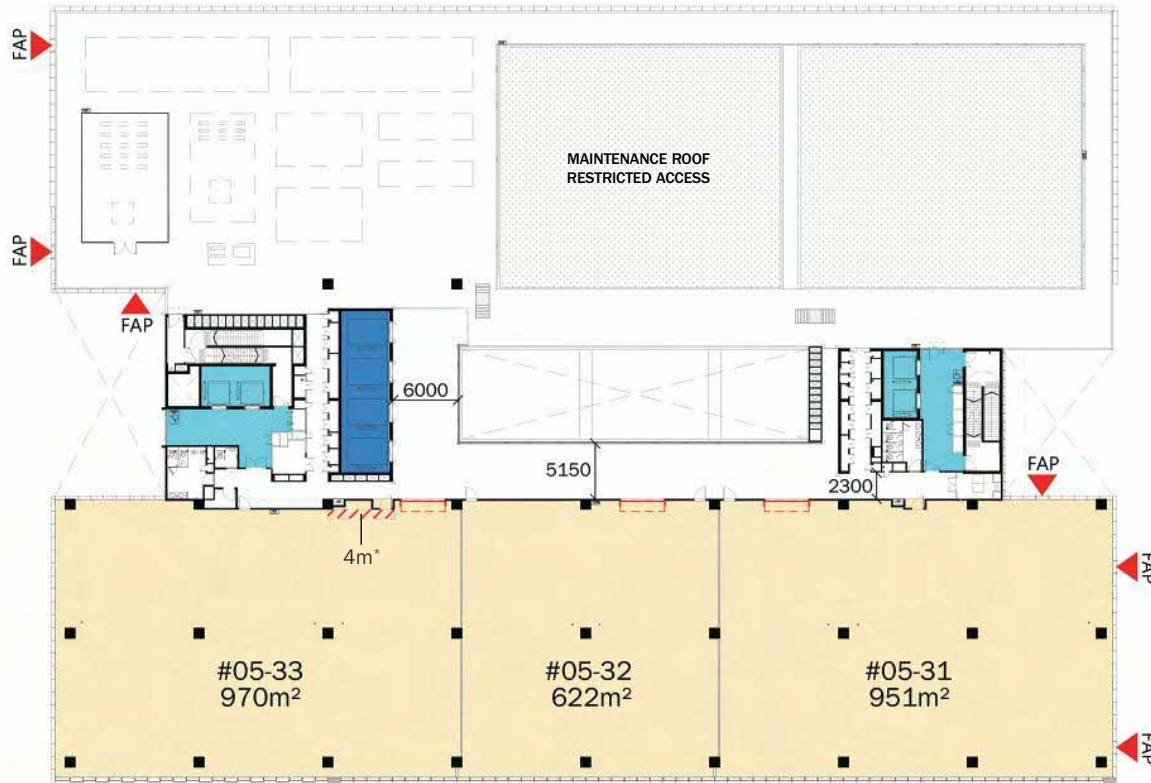 FAP
MAINTENANCE ROOF
RESTRICTED ACCESS
FAP
FAP
6000
5150
2300
FAP
4m*
FAP
#05-33
970m²
#05-32
622m²
#05-31
951m²
FAP